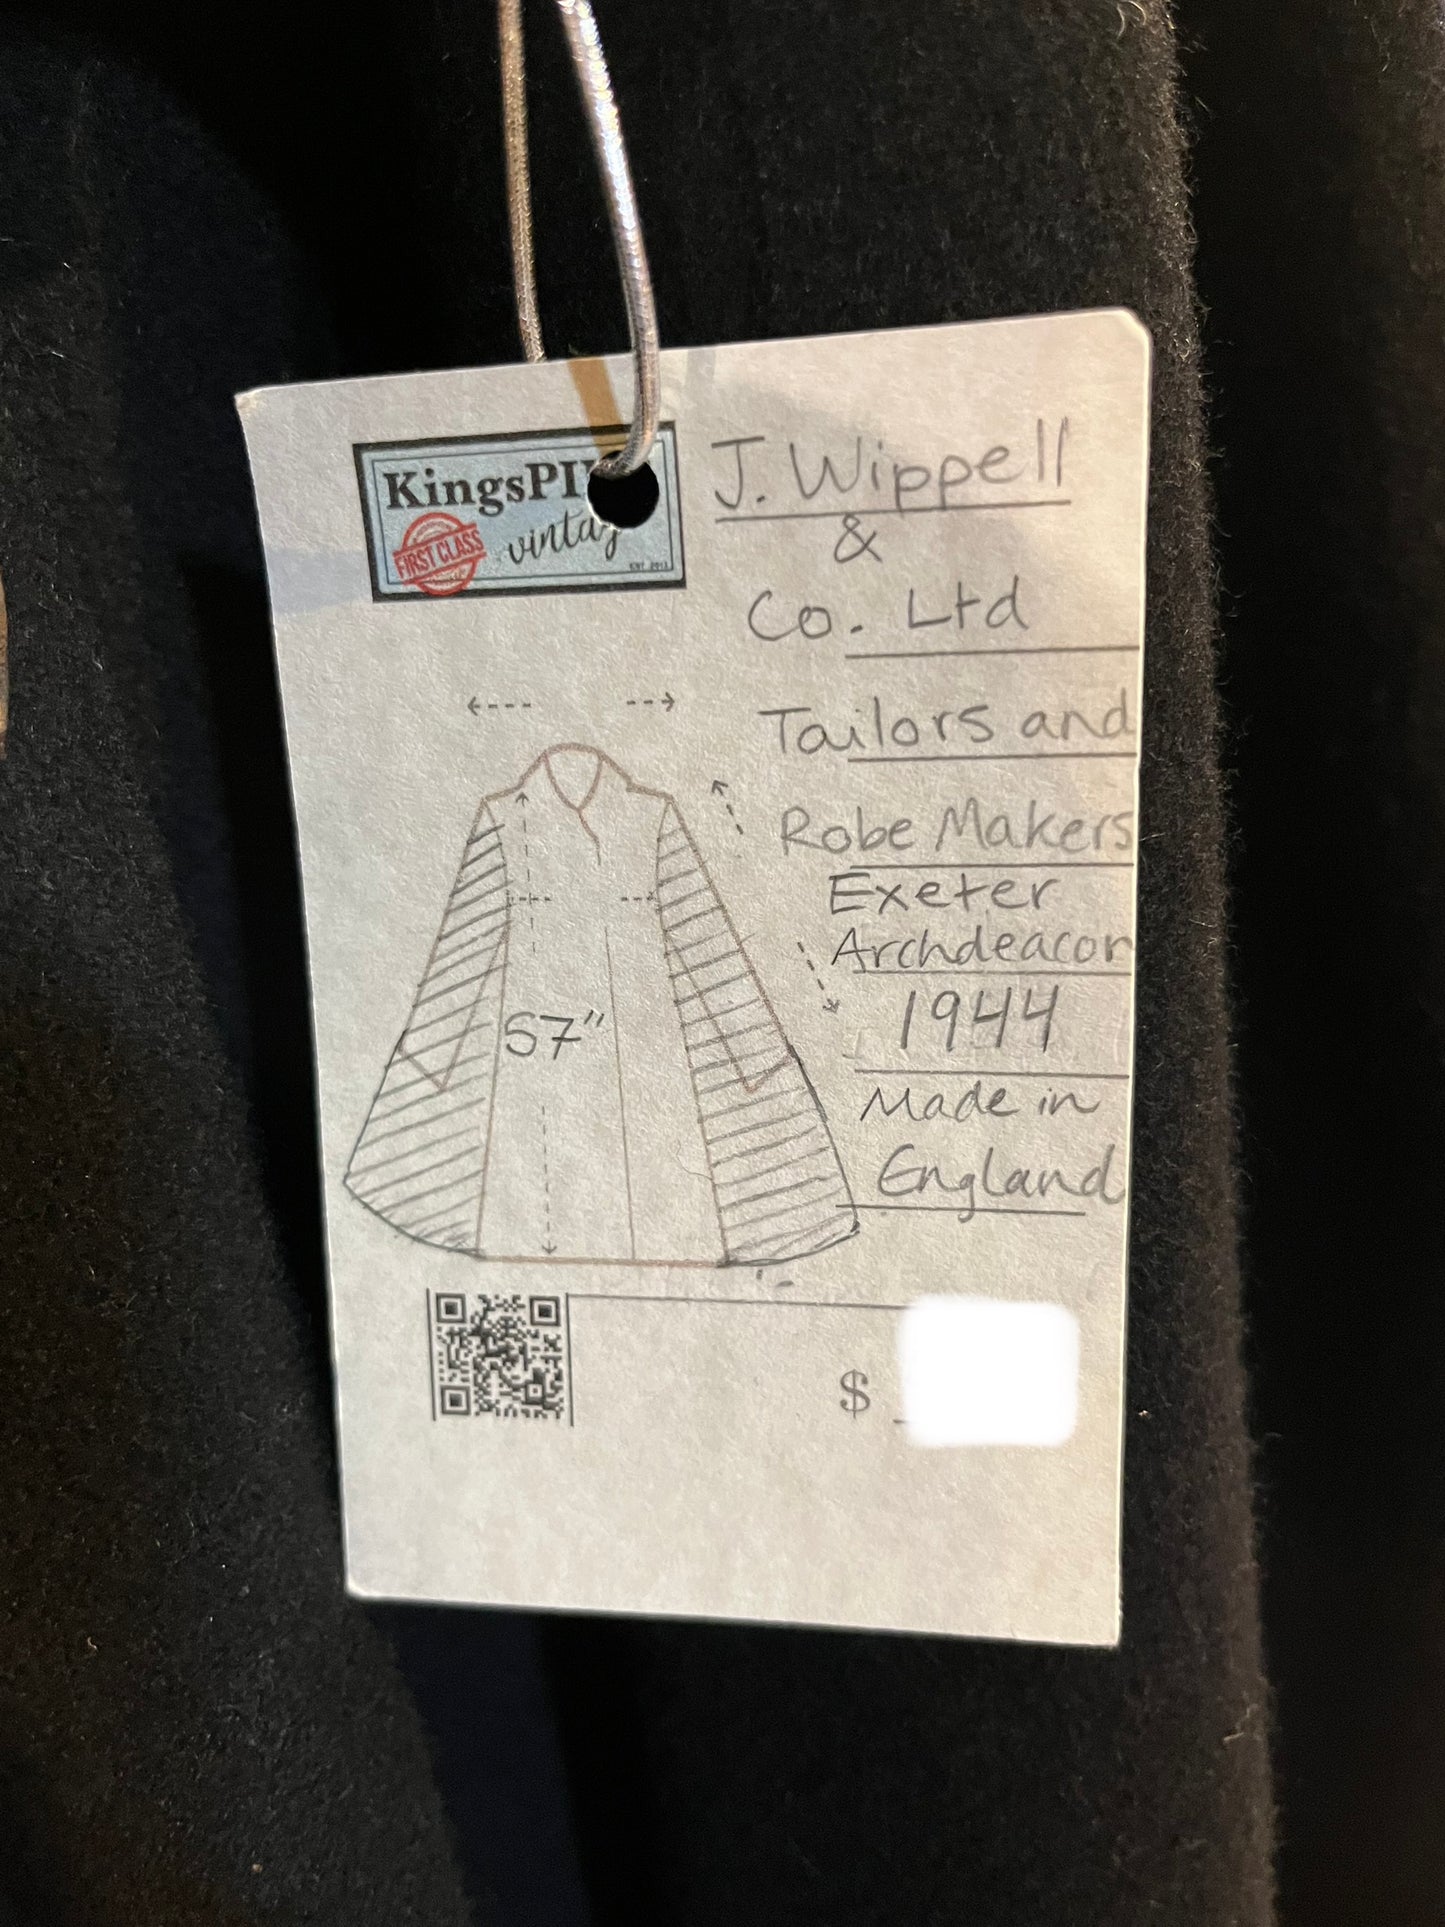 KingsPI
vintag
FIRST CLASS
J. Wippell
&
Co. Ltd
Tailors and
Robe Makers
Exeter
Archdeacon
1944
Made in
England
57"
$